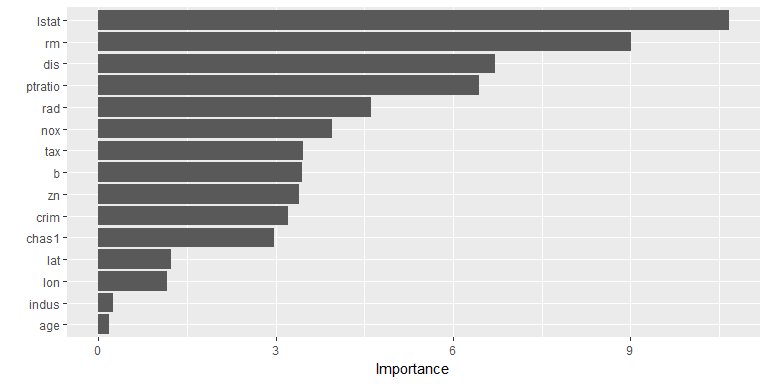 lstat
rm
dis
ptratio
rad
nox
tax
b
zn
crim
chas1
lat
lon
indus
age
0 3 6 9
Importance